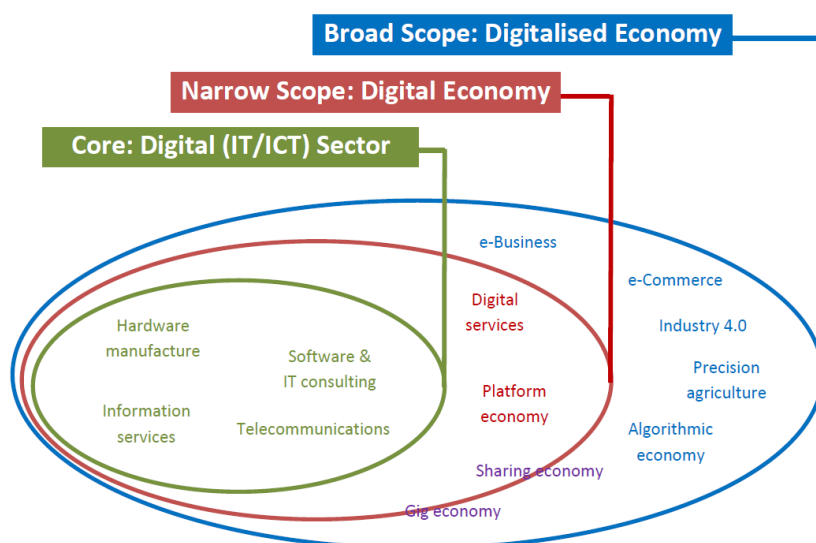 Broad Scope: Digitalised Economy
Narrow Scope: Digital Economy
Core: Digital (IT/ICT) Sector
e-Business
e-Commerce
Digital
services
Hardware
manufacture
Industry 4.0
Software &
IT consulting
Precision
agriculture
Platform
economy
Information
services
Telecommunications
Algorithmic
economy
Sharing economy
Gig economy